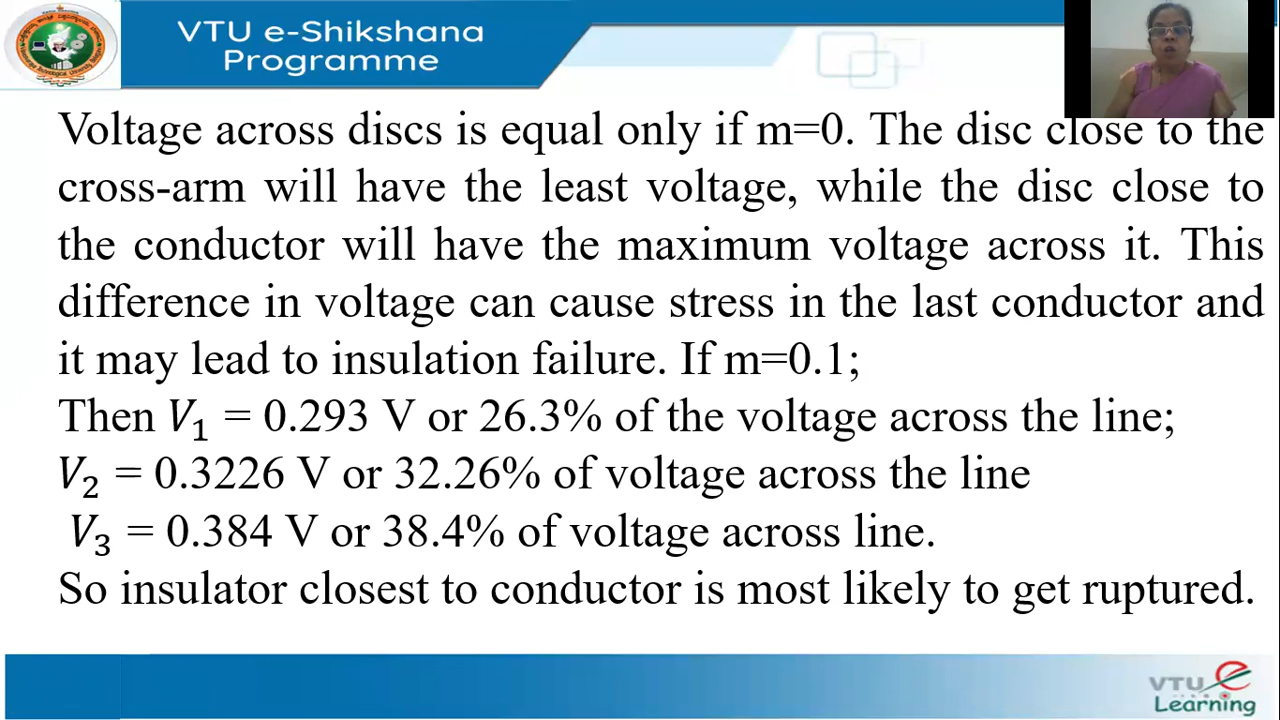 VTU e-Shikshana
Programme
Voltage across discs is equal only if m=0. The disc close to the
cross-arm will have the least voltage, while the disc close to
the conductor will have the maximum voltage across it. This
difference in voltage can cause stress in the last conductor and
it may lead to insulation failure. If m=0.1;
Then V₁ = 0.293 V or 26.3% of the voltage across the line;
V₂ = 0.3226 V or 32.26% of voltage across the line
V₃ = 0.384 V or 38.4% of voltage across line.
So insulator closest to conductor is most likely to get ruptured.
VTU e
Learning